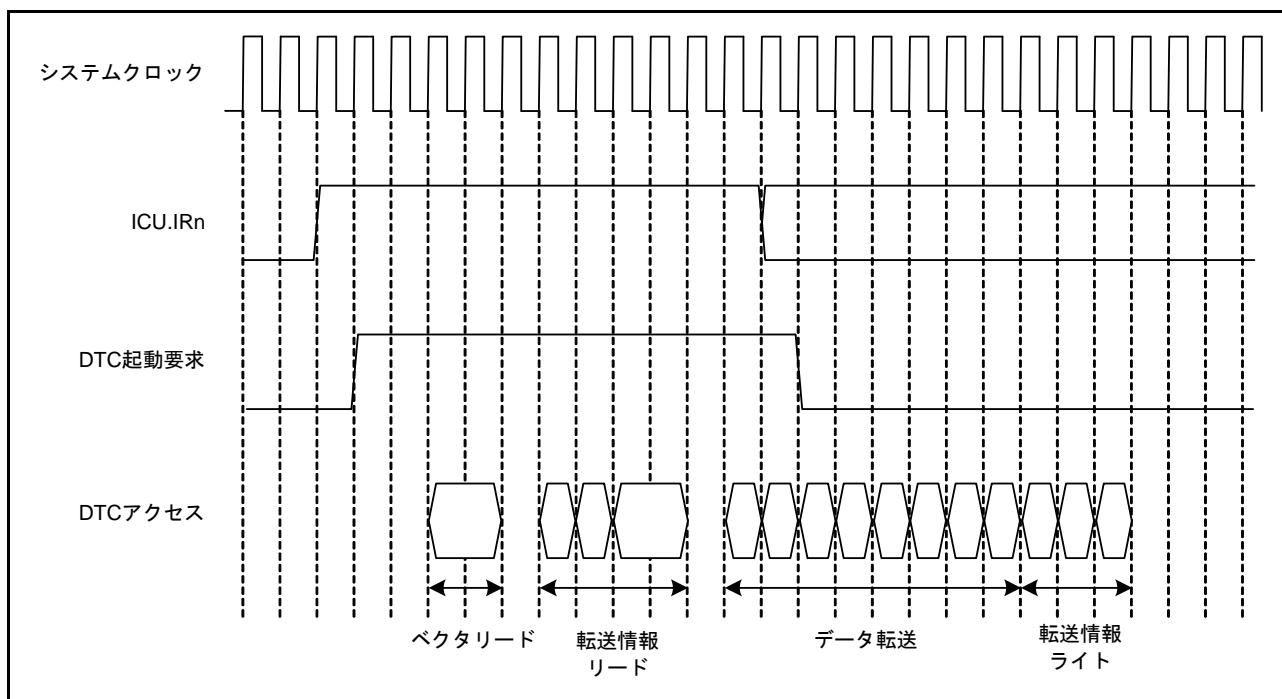 システムクロック
ICU.IRn
DTC起動要求
DTCアクセス
ベクタリード
転送情報
リード
データ転送
転送情報
ライト